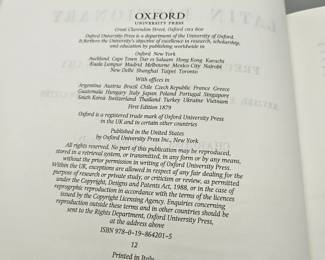 OXFORD
UNIVERSITY PRESS
Great Clarendon Street, Oxford OX2 6DP
Oxford University Press is a department of the University of Oxford.
It furthers the University's objective of excellence in research, scholarship,
and education by publishing worldwide in
Oxford New York
Auckland Cape Town Dar es Salaam Hong Kong Karachi
Kuala Lumpur Madrid Melbourne Mexico City Nairobi
New Delhi Shanghai Taipei Toronto
With offices in
Argentina Austria Brazil Chile Czech Republic France Greece
Guatemala Hungary Italy Japan Poland Portugal Singapore
South Korea Switzerland Thailand Turkey Ukraine Vietnam
First Edition 1879
Oxford is a registered trade mark of Oxford University Press
in the UK and in certain other countries
Published in the United States
by Oxford University Press Inc., New York
All rights reserved. No part of this publication may be reproduced,
stored in a retrieval system, or transmitted, in any form or by any means,
without the prior permission in writing of Oxford University Press.
Within the UK, exceptions are allowed in respect of any fair dealing for the
purpose of research or private study, or criticism or review, as permitted
under the Copyright, Designs and Patents Act, 1988, or in the case of
reprographic reproduction in accordance with the terms of the licences
issued by the Copyright Licensing Agency. Enquiries concerning
reproduction outside these terms and in other countries should be
sent to the Rights Department, Oxford University Press,
at the address above
ISBN 978-0-19-864201-5
12
Printed in Italy